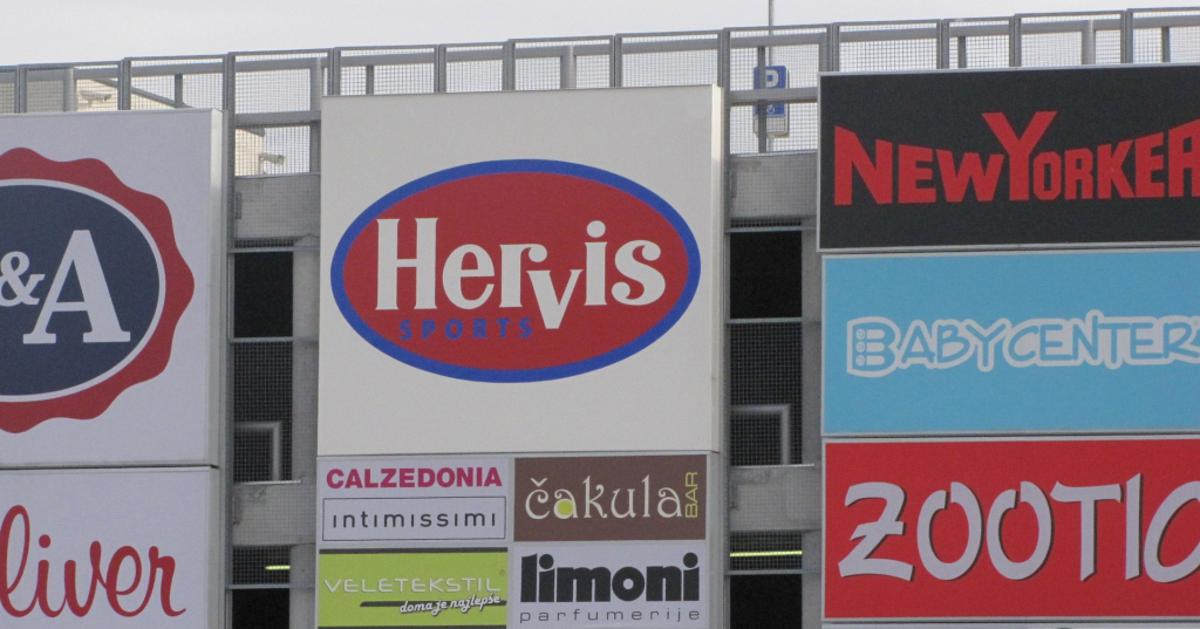 &A
liver
P
Hervis
SPORTS
CALZEDONIA
intimissimi
čakula
BAR
VELETEKSTIL
doma je najlepše
limoni
parfumerije
NEWYORKER
BABYCENTER
ZOOTIC